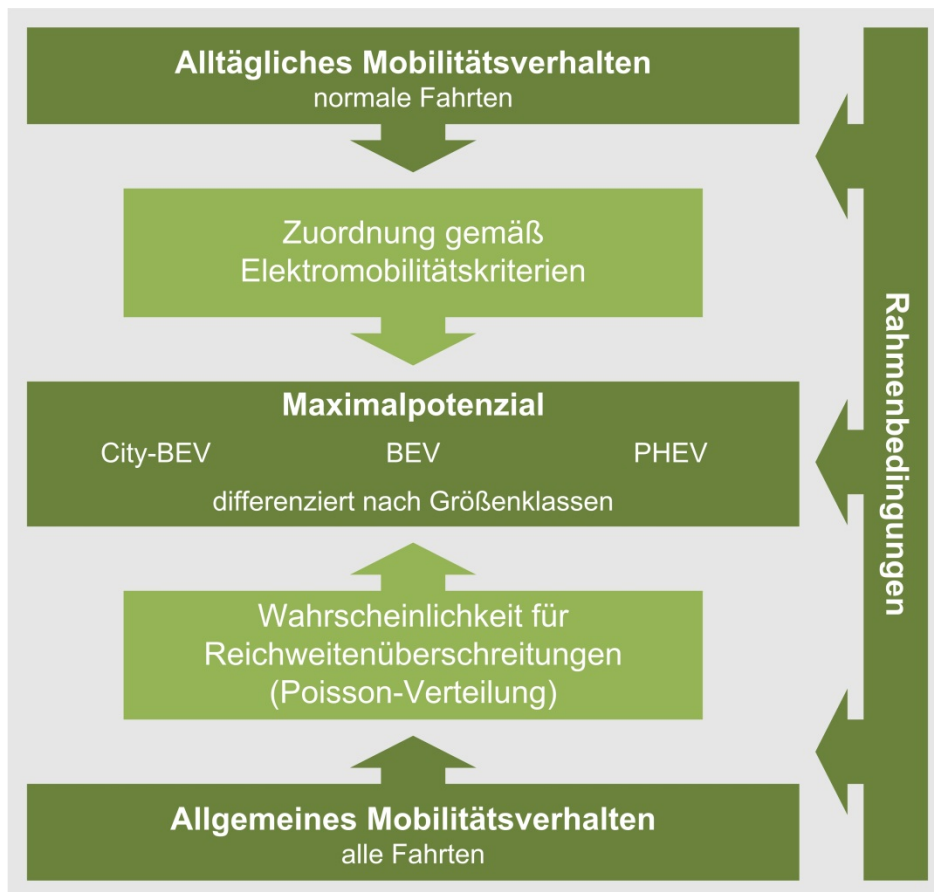 Alltägliches Mobilitätsverhalten
normale Fahrten
Zuordnung gemäß
Elektromobilitätskriterien
Maximalpotenzial
City-BEV BEV PHEV
differenziert nach Größenklassen
Wahrscheinlichkeit für
Reichweitenüberschreitungen
(Poisson-Verteilung)
Allgemeines Mobilitätsverhalten
alle Fahrten
Rahmenbedingungen